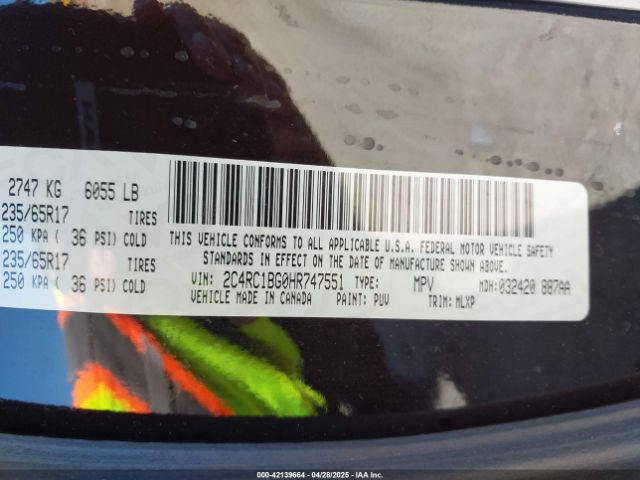 2747 KG 6055 LB
235/65R17 TIRES
250 KPA ( 36 PSI) COLD
235/65R17 TIRES
250 KPA ( 36 PSI) COLD
THIS VEHICLE CONFORMS TO ALL APPLICABLE U.S.A. FEDERAL MOTOR VEHICLE SAFETY
STANDARDS IN EFFECT ON THE DATE OF MANUFACTURE SHOWN ABOVE.
VIN: 2C4RC1BG0HR747551 TYPE: MPV MDH:032420 887AA
VEHICLE MADE IN CANADA PAINT: PUV TRIM: MLXP
000-42139664 | 04/28/2025 | IAAI.COM